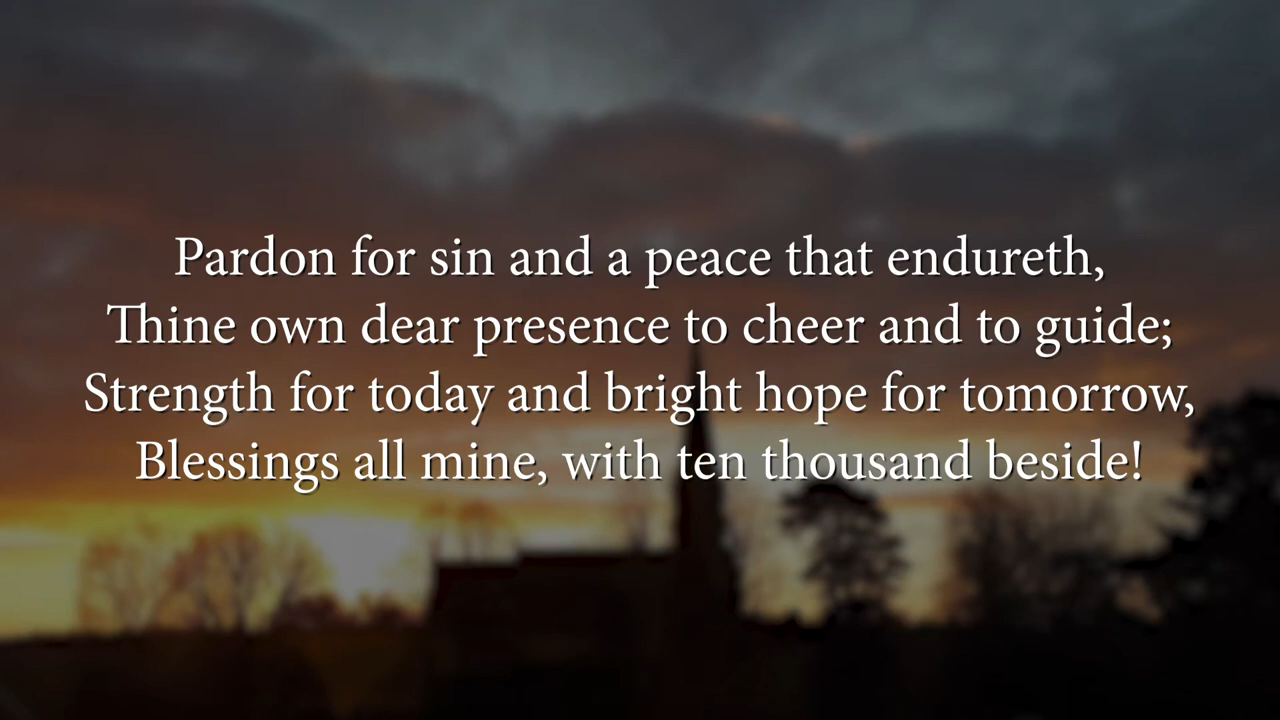 Pardon for sin and a peace that endureth,
Thine own dear presence to cheer and to guide;
Strength for today and bright hope for tomorrow,
Blessings all mine, with ten thousand beside!